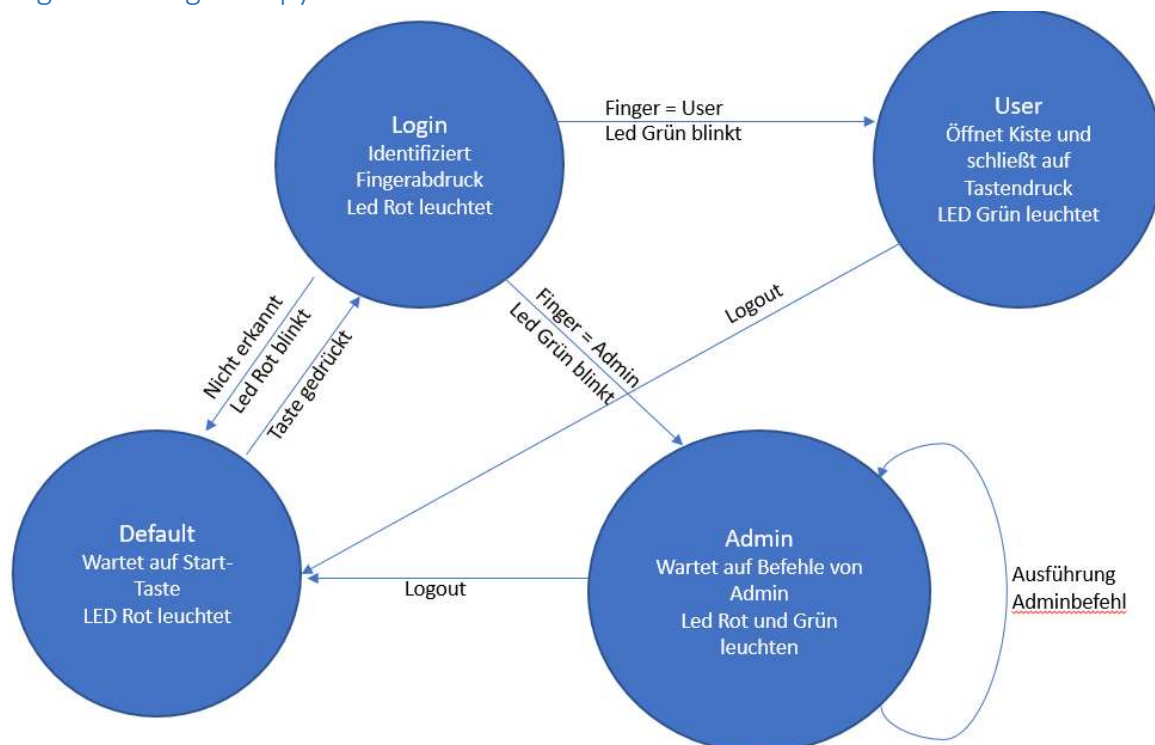 Login
Identifiziert
Fingerabdruck
Led Rot leuchtet
Finger = User
Led Grün blinkt
User
Öffnet Kiste und
schließt auf
Tastendruck
LED Grün leuchtet
Nicht erkannt
Led Rot blinkt
Taste gedrückt
Finger = Admin
Led Grün blinkt
Logout
Default
Wartet auf Start-
Taste
LED Rot leuchtet
Logout
Admin
Wartet auf Befehle von
Admin
Led Rot und Grün
leuchten
Ausführung
Adminbefehl